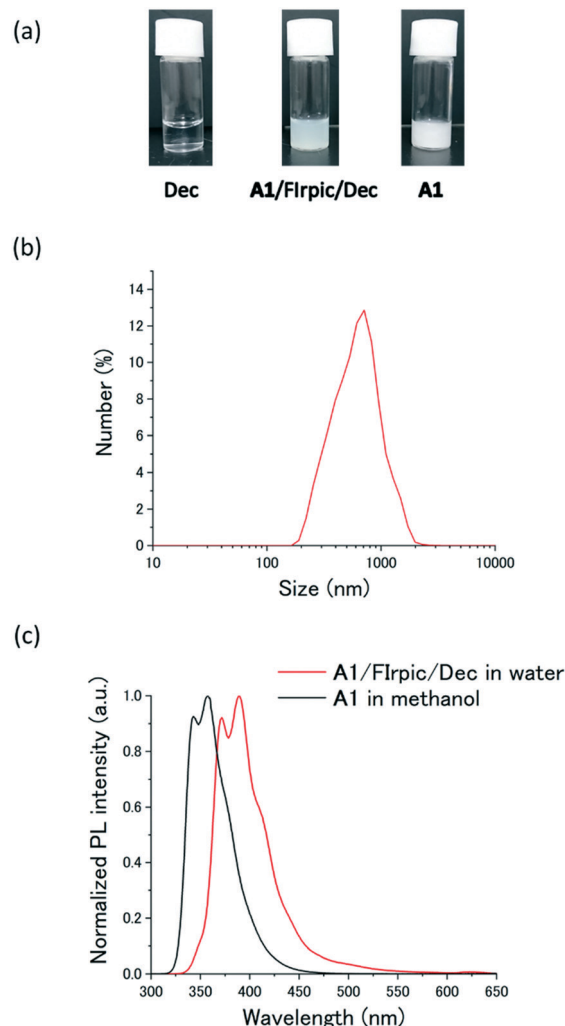 (a)
Dec A1/FIrpic/Dec A1
(b)
14
12
10
8
6
4
2
0
Number (%)
10 100 1000 10000
Size (nm)
(c)
A1/FIrpic/Dec in water
A1 in methanol
1.0
0.8
0.6
0.4
0.2
0.0
Normalized PL intensity (a.u.)
300 350 400 450 500 550 600 650
Wavelength (nm)